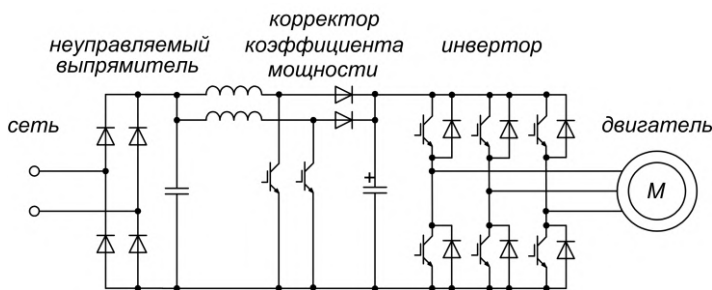 корректор
неуправляемый
коэффициента
инвертор
выпрямитель
мощности
сеть
двигатель
+
M